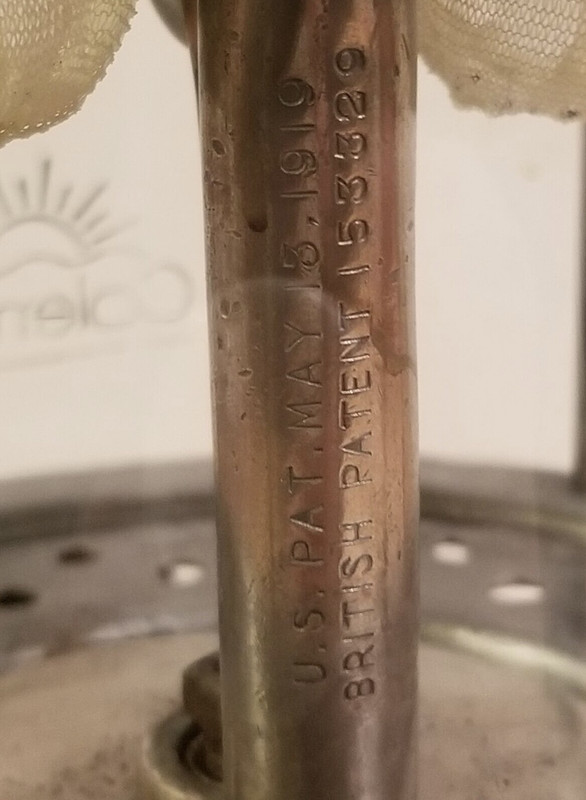 U.S. PAT. MAY 13, 1919
BRITISH PATENT 153329